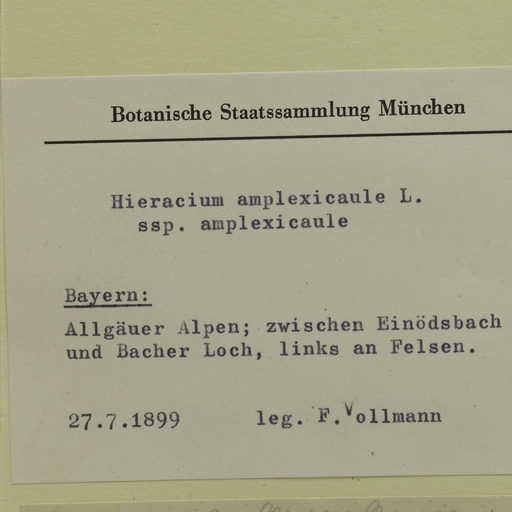 Botanische Staatssammlung München
Hieracium amplexicaule L.
ssp. amplexicaule
Bayern:
Allgäuer Alpen; zwischen Einödsbach
und Bacher Loch, links an Felsen.
27.7.1899 leg. F.Vollmann